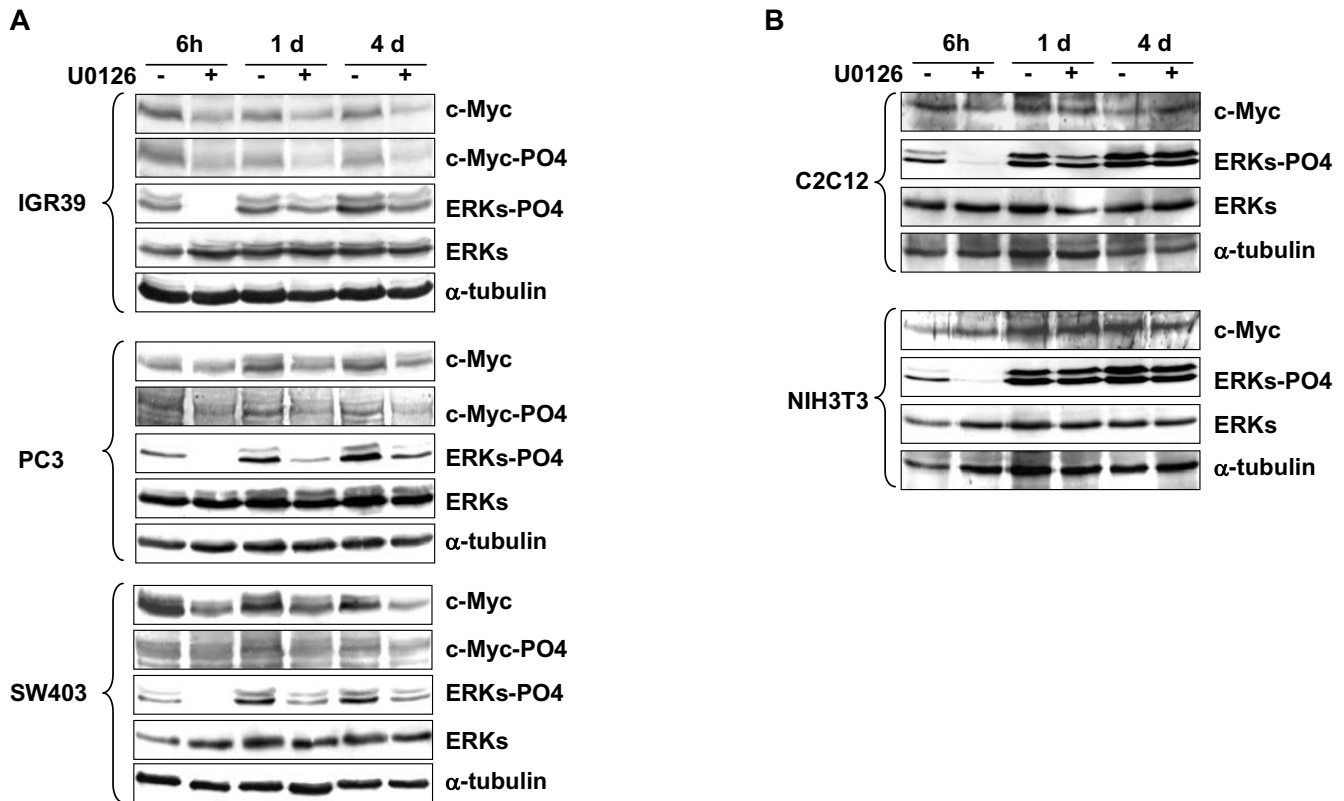 A
6h 1 d 4 d
U0126 - + - + - +
IGR39
c-Myc
c-Myc-PO4
ERKs-PO4
ERKs
α-tubulin
PC3
c-Myc
c-Myc-PO4
ERKs-PO4
ERKs
α-tubulin
SW403
c-Myc
c-Myc-PO4
ERKs-PO4
ERKs
α-tubulin
B
6h 1 d 4 d
U0126 - + - + - +
C2C12
c-Myc
ERKs-PO4
ERKs
α-tubulin
NIH3T3
c-Myc
ERKs-PO4
ERKs
α-tubulin